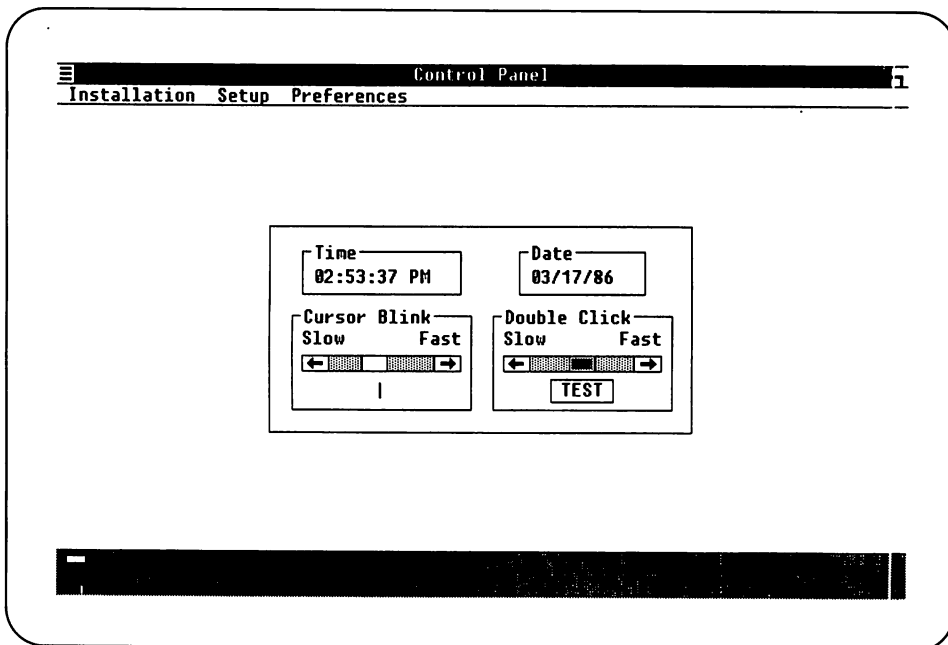 Control Panel
Installation Setup Preferences
Time
02:53:37 PM
Date
03/17/86
Cursor Blink
Slow Fast
Double Click
Slow Fast
TEST